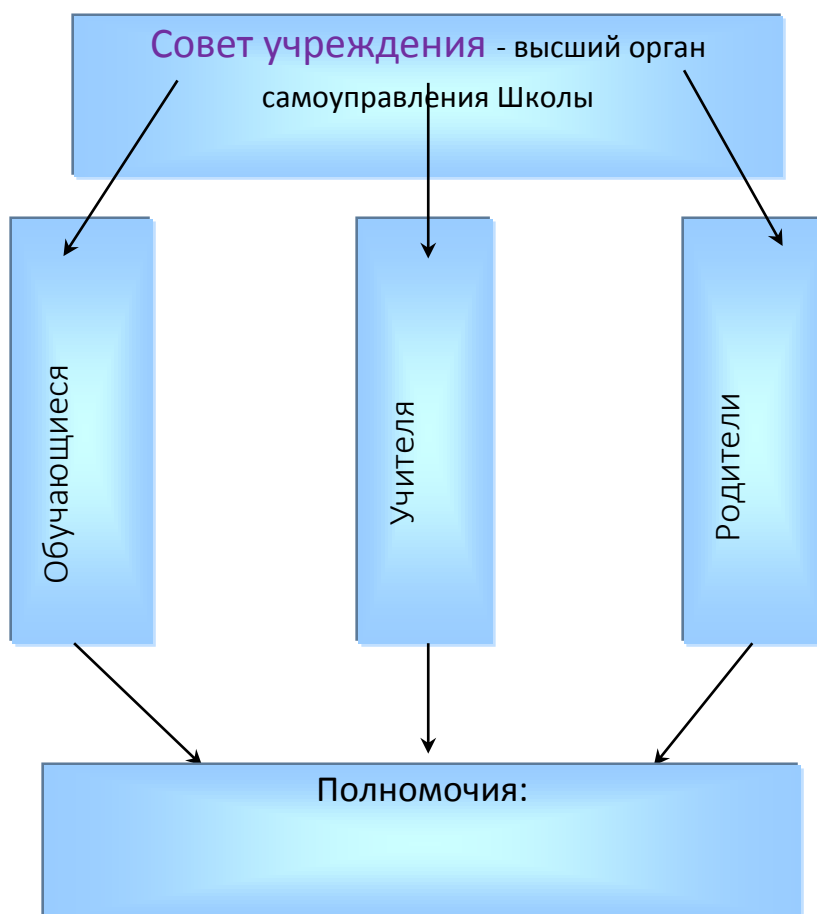 Совет учреждения - высший орган
самоуправления Школы
Обучающиеся
Учителя
Родители
Полномочия: